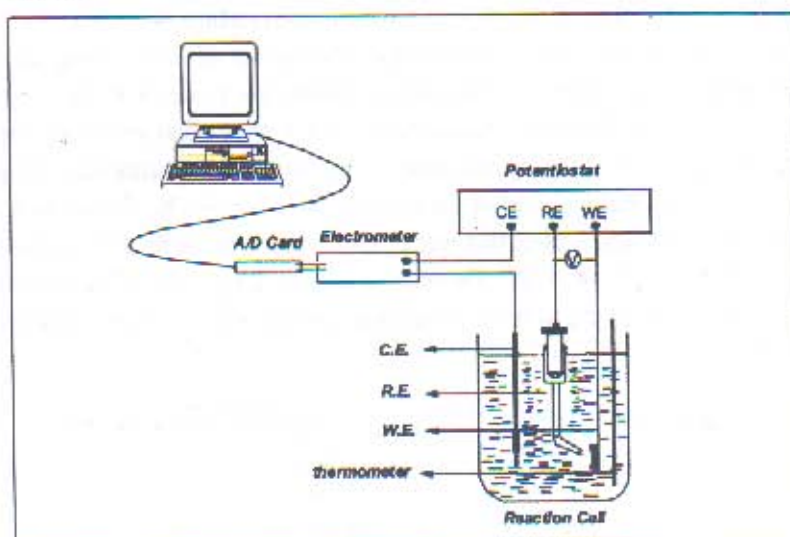 Potentiostat
CE RE WE
A/D Card
Electrometer
V
C.E.
R.E.
W.E.
thermometer
Reaction Cell